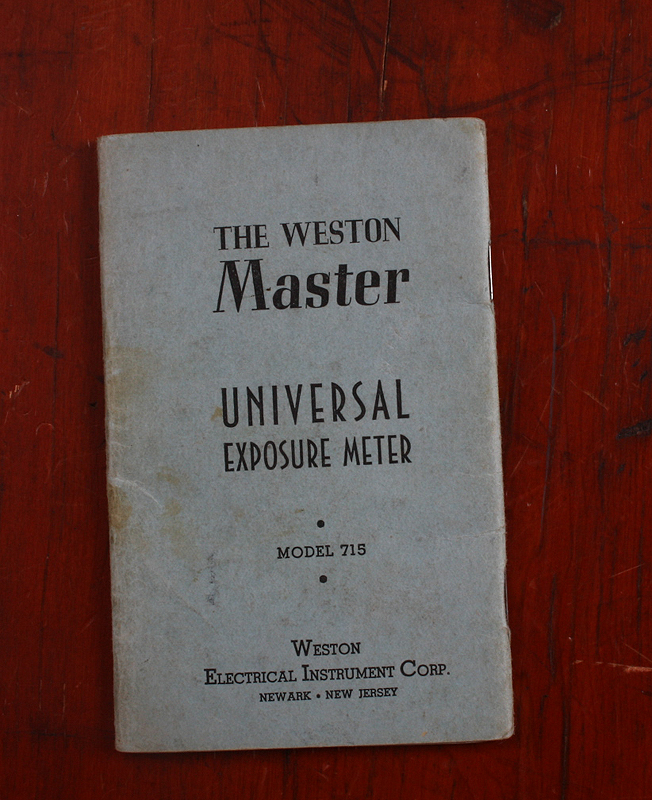 THE WESTON
Master
UNIVERSAL
EXPOSURE METER
•
MODEL 715
•
WESTON
ELECTRICAL INSTRUMENT CORP.
NEWARK • NEW JERSEY